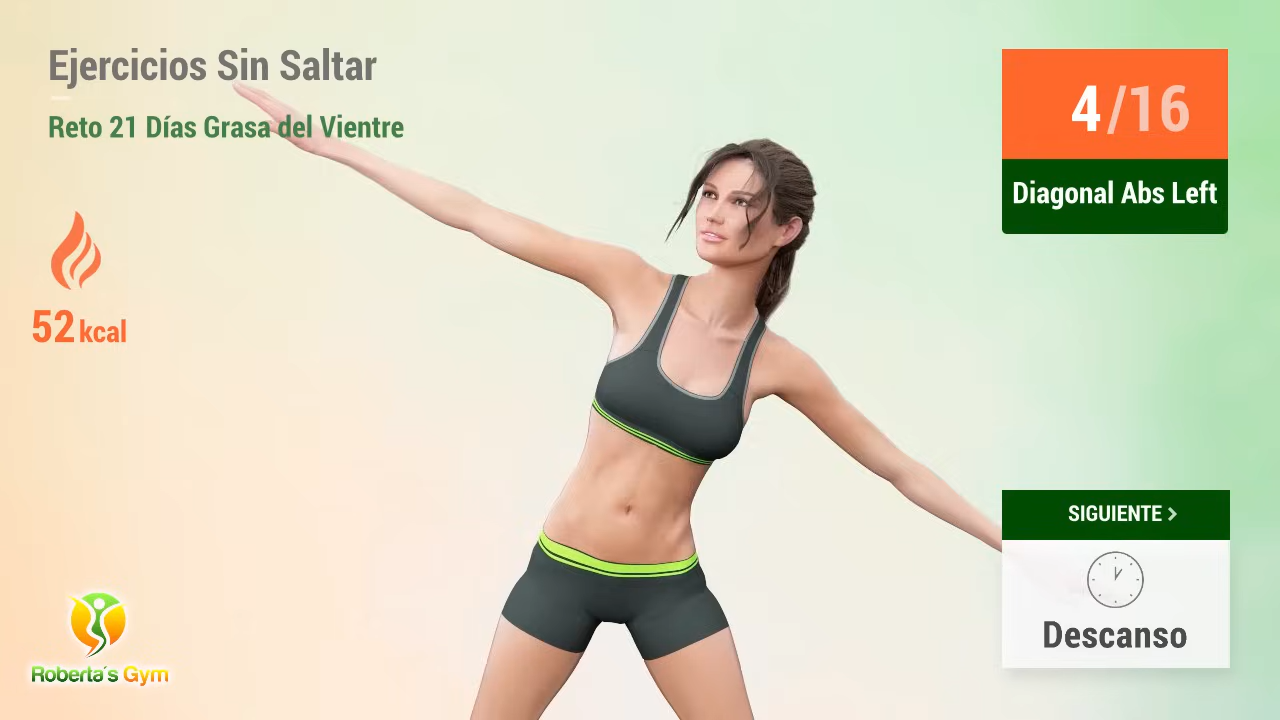 Ejercicios Sin Saltar
Reto 21 Días Grasa del Vientre
4/16
Diagonal Abs Left
52 kcal
SIGUIENTE >
Descanso
Roberta´s Gym